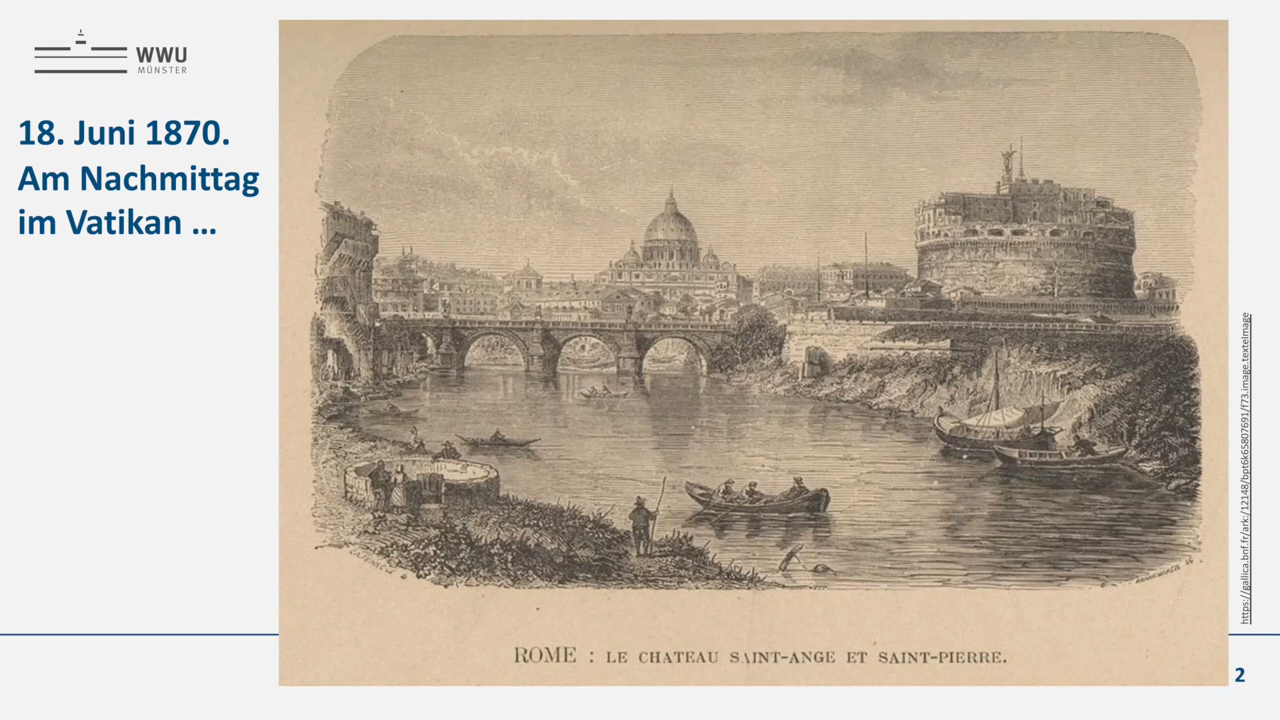 WWU
MÜNSTER
18. Juni 1870.
Am Nachmittag
im Vatikan ...
ROME : LE CHATEAU SAINT-ANGE ET SAINT-PIERRE.
https://gallica.bnf.fr/ark:/12148/bpt6k65807691/f73.image.texteImage
2